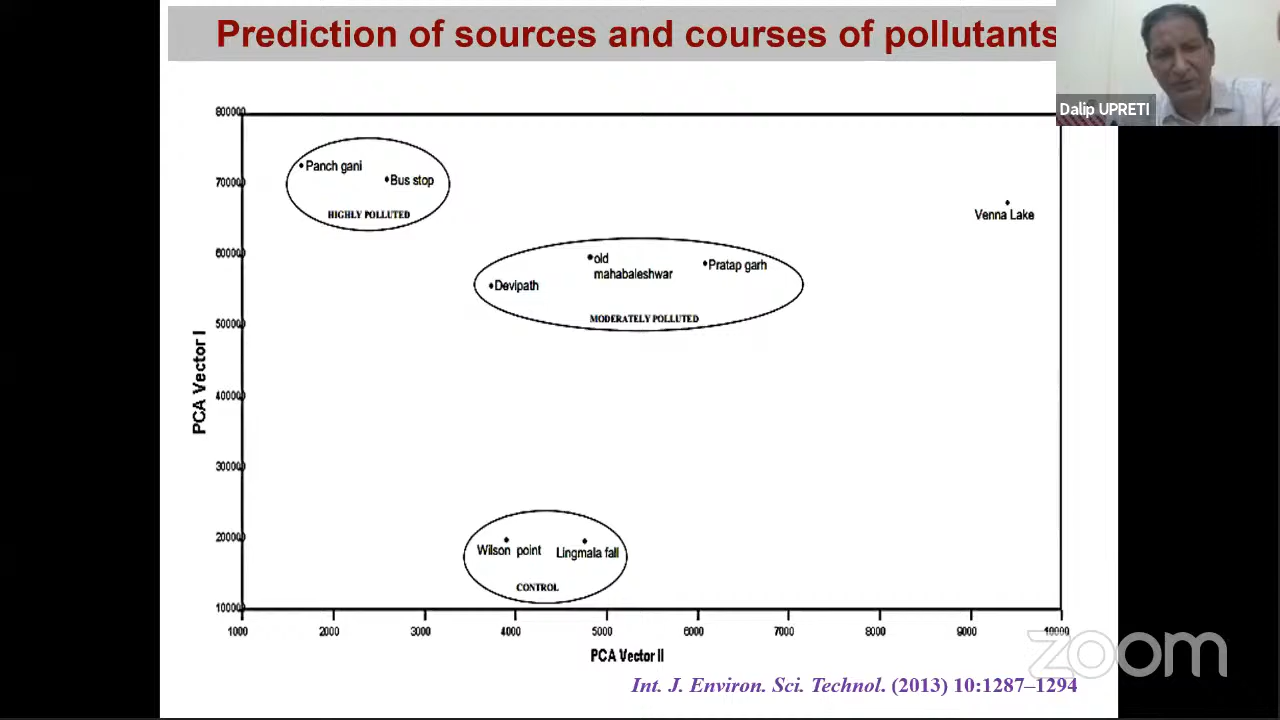 Prediction of sources and courses of pollutants
Dalip UPRETI
800000
Panch gani
700000
Bus stop
HIGHLY POLLUTED
Venna Lake
600000
old
mahabaleshwar
Pratap garh
Devipath
MODERATELY POLLUTED
500000
400000
300000
200000
Wilson point
Lingmala fall
CONTROL
100000
PCA Vector I
1000 2000 3000 4000 5000 6000 7000 8000 9000 10000
PCA Vector II
zoom
Int. J. Environ. Sci. Technol. (2013) 10:1287–1294